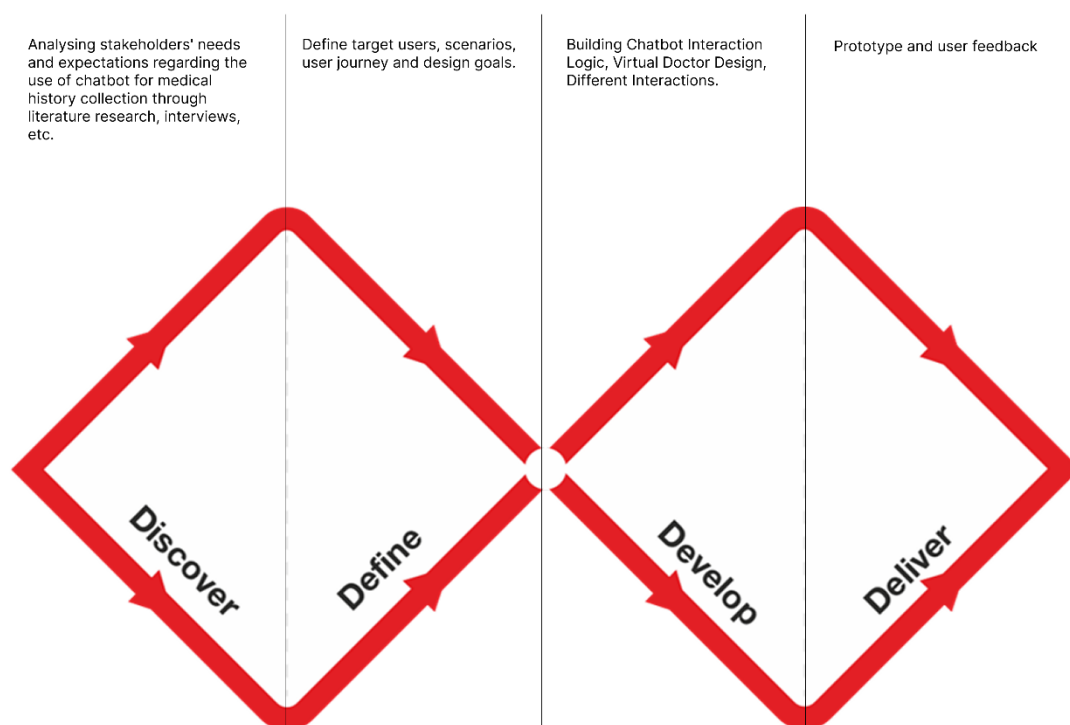 Analysing stakeholders' needs
and expectations regarding the
use of chatbot for medical
history collection through
literature research, interviews,
etc.
Define target users, scenarios,
user journey and design goals.
Building Chatbot Interaction
Logic, Virtual Doctor Design,
Different Interactions.
Prototype and user feedback
Discover
Define
Develop
Deliver